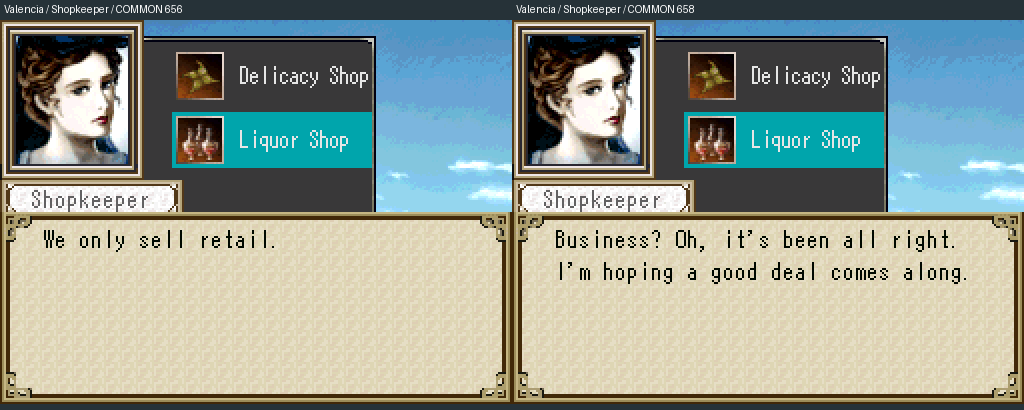 Valencia / Shopkeeper / COMMON 656
Delicacy Shop
Liquor Shop
Shopkeeper
We only sell retail.
Valencia / Shopkeeper / COMMON 658
Delicacy Shop
Liquor Shop
Shopkeeper
Business? Oh, it's been all right.
I'm hoping a good deal comes along.